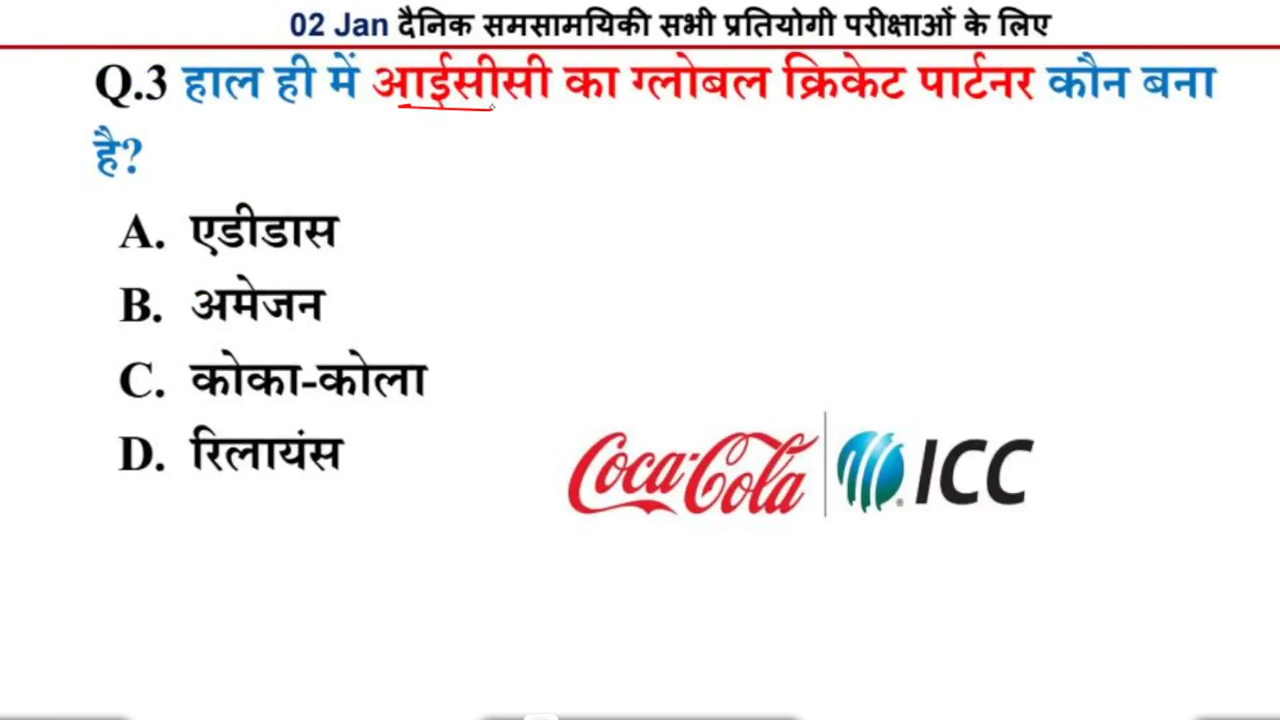 02 Jan दैनिक समसामयिकी सभी प्रतियोगी परीक्षाओं के लिए
Q.3 हाल ही में आईसीसी का ग्लोबल क्रिकेट पार्टनर कौन बना
है?
A. एडीडास
B. अमेजन
C. कोका-कोला
D. रिलायंस
Coca-Cola ICC